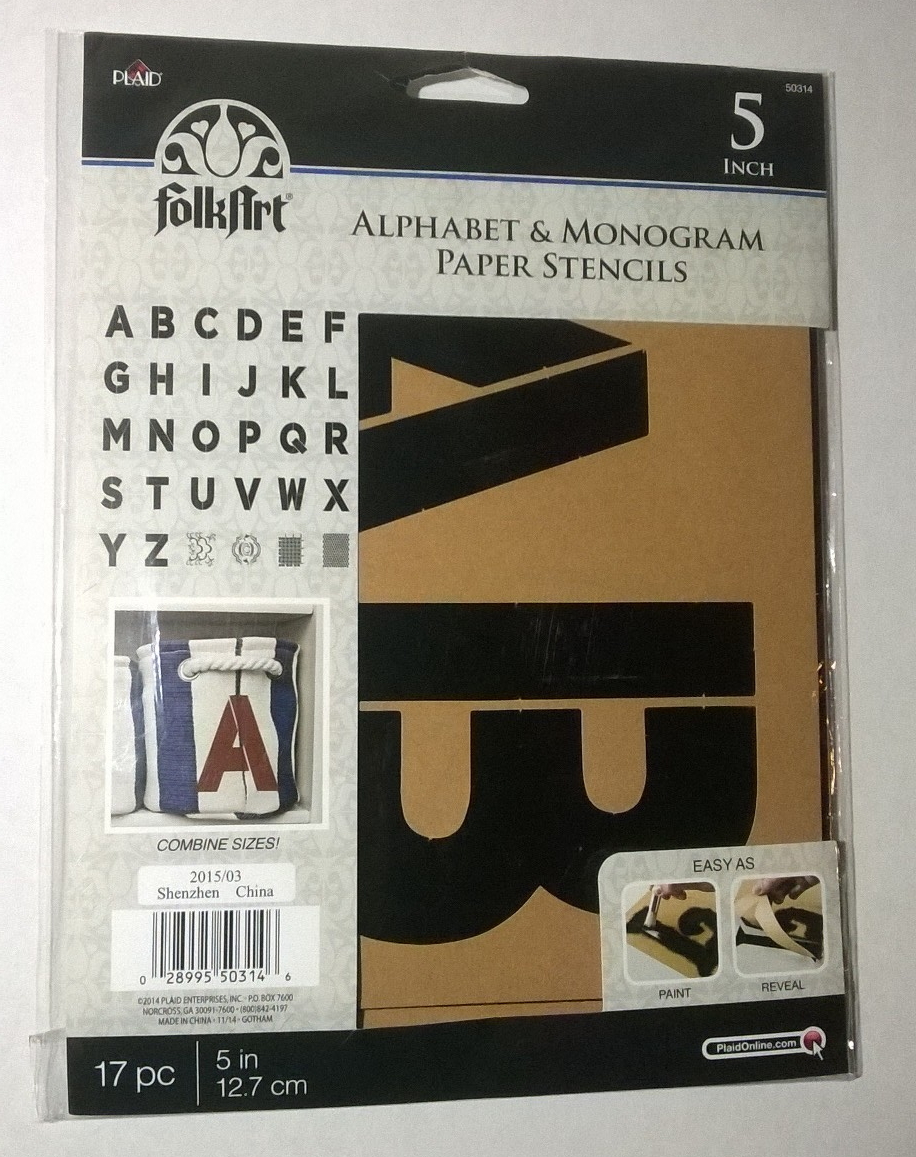 PLAID
50314
5
INCH
folkArt®
ALPHABET & MONOGRAM
PAPER STENCILS
A B C D E F
G H I J K L
M N O P Q R
S T U V W X
Y Z
A
COMBINE SIZES!
2015/03
Shenzhen China
0 28995 50314 6
©2014 PLAID ENTERPRISES, INC. • P.O. BOX 7600
NORCROSS, GA 30091-7600 • (800)842-4197
MADE IN CHINA • 11/14 • GOTHAM
A
B
EASY AS
PAINT
REVEAL
17 pc
5 in
12.7 cm
PlaidOnline.com